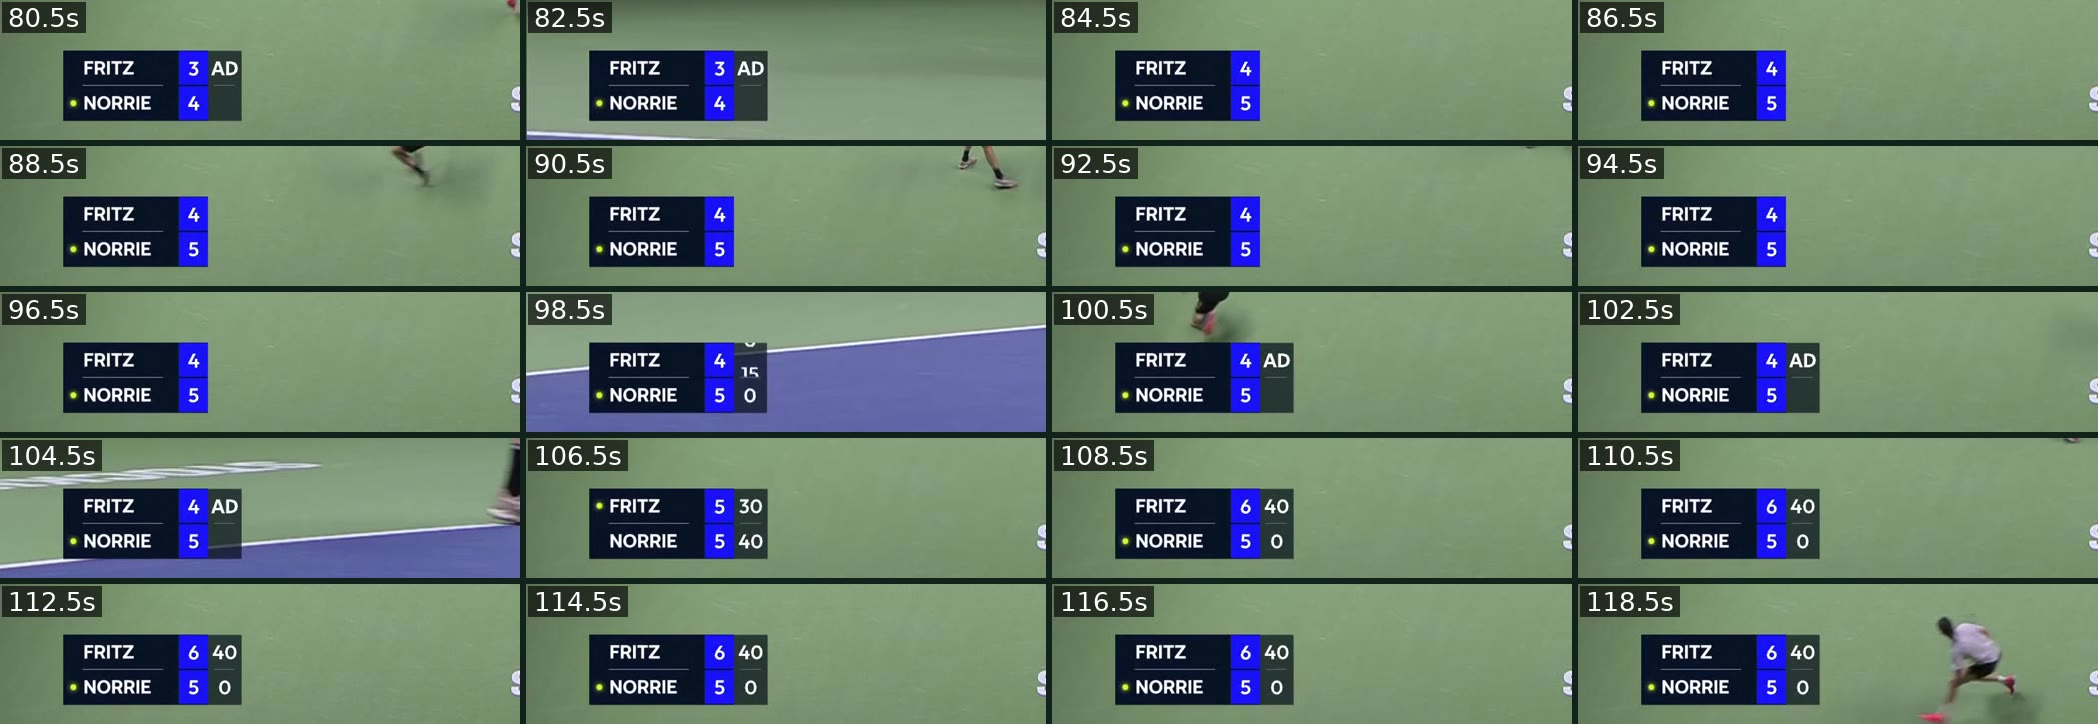 80.5s
FRITZ 3 AD
NORRIE 4
82.5s
FRITZ 3 AD
NORRIE 4
84.5s
FRITZ 4
NORRIE 5
86.5s
FRITZ 4
NORRIE 5
88.5s
FRITZ 4
NORRIE 5
90.5s
FRITZ 4
NORRIE 5
92.5s
FRITZ 4
NORRIE 5
94.5s
FRITZ 4
NORRIE 5
96.5s
FRITZ 4
NORRIE 5
98.5s
FRITZ 4 15
NORRIE 5 0
100.5s
FRITZ 4 AD
NORRIE 5
102.5s
FRITZ 4 AD
NORRIE 5
104.5s
FRITZ 4 AD
NORRIE 5
106.5s
FRITZ 5 30
NORRIE 5 40
108.5s
FRITZ 6 40
NORRIE 5 0
110.5s
FRITZ 6 40
NORRIE 5 0
112.5s
FRITZ 6 40
NORRIE 5 0
114.5s
FRITZ 6 40
NORRIE 5 0
116.5s
FRITZ 6 40
NORRIE 5 0
118.5s
FRITZ 6 40
NORRIE 5 0